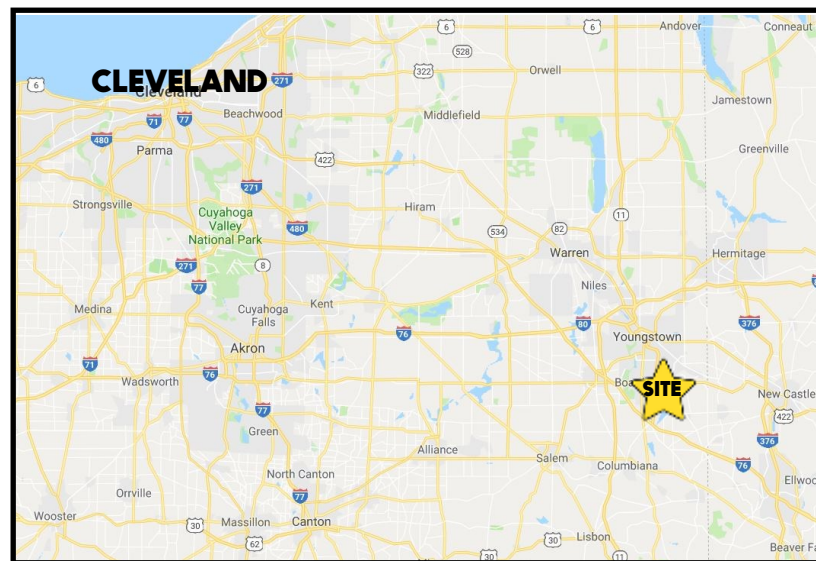 6
6
Andover
Conneaut
528
322
Orwell
CLEVELAND
Cleveland
271
6
Jamestown
71
77
Beachwood
Middlefield
480
Parma
422
Greenville
271
Strongsville
Cuyahoga
Valley
National Park
Hiram
11
480
534
82
Warren
Hermitage
271
8
77
Niles
Medina
Cuyahoga
Falls
Kent
76
80
376
Youngstown
Akron
71
76
Wadsworth
Boa
SITE
New Castle
77
422
Green
376
Alliance
Salem
Columbiana
76
North Canton
Ellwoo
77
Orrville
Wooster
30
Massillon
Canton
62
30
30
Lisbon
11
Beaver Fa